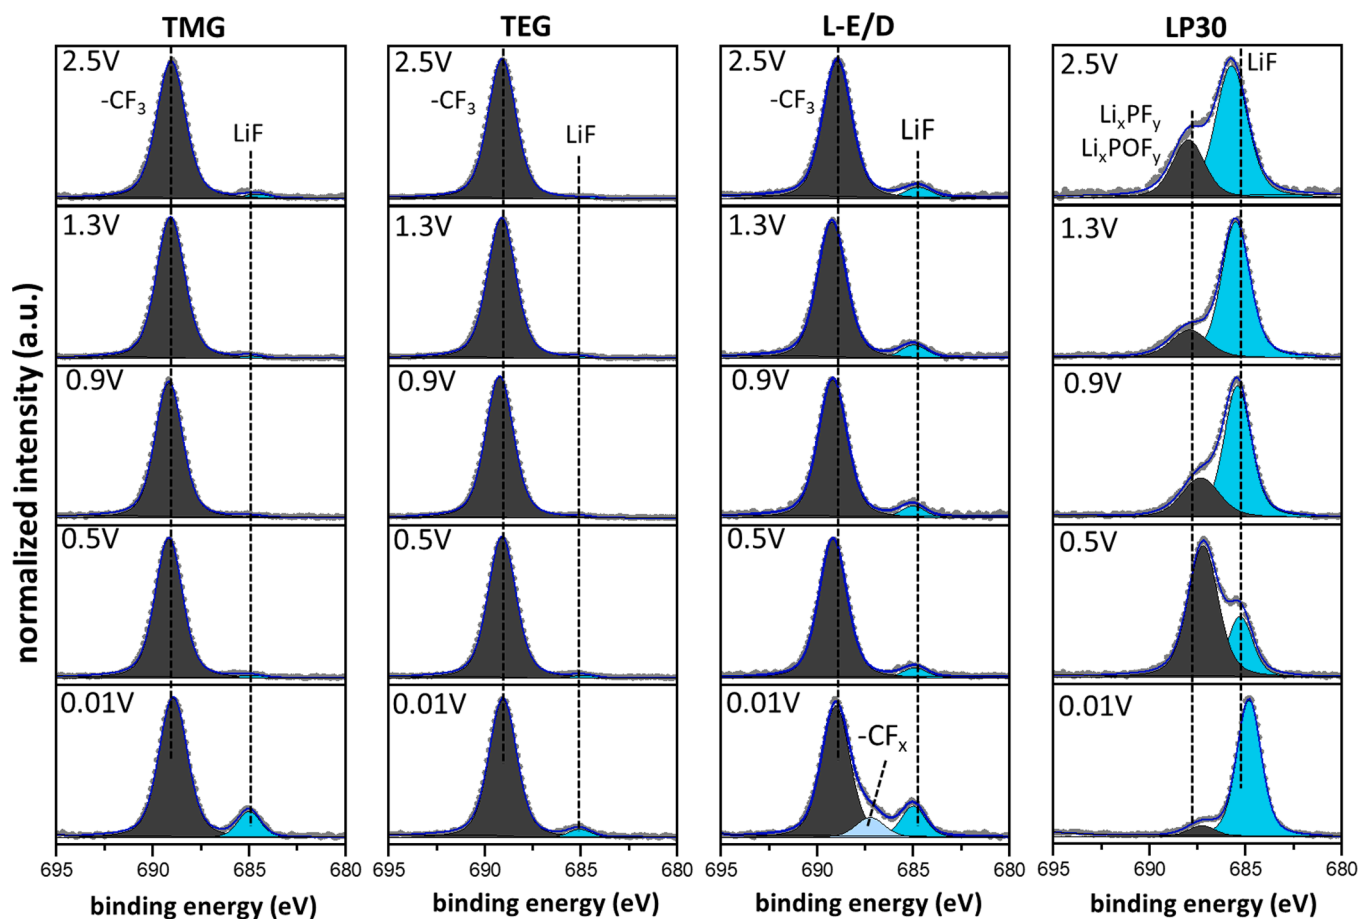 TMG
TEG
L-E/D
LP30
2.5V
-CF3
LiF
2.5V
-CF3
LiF
2.5V
-CF3
LiF
2.5V
LiF
LixPFy
LixPOFy
1.3V
1.3V
1.3V
1.3V
0.9V
0.9V
0.9V
0.9V
0.5V
0.5V
0.5V
0.5V
0.01V
0.01V
0.01V
-CFx
0.01V
695 690 685 680
695 690 685 680
695 690 685 680
695 690 685 680
binding energy (eV)
binding energy (eV)
binding energy (eV)
binding energy (eV)
normalized intensity (a.u.)